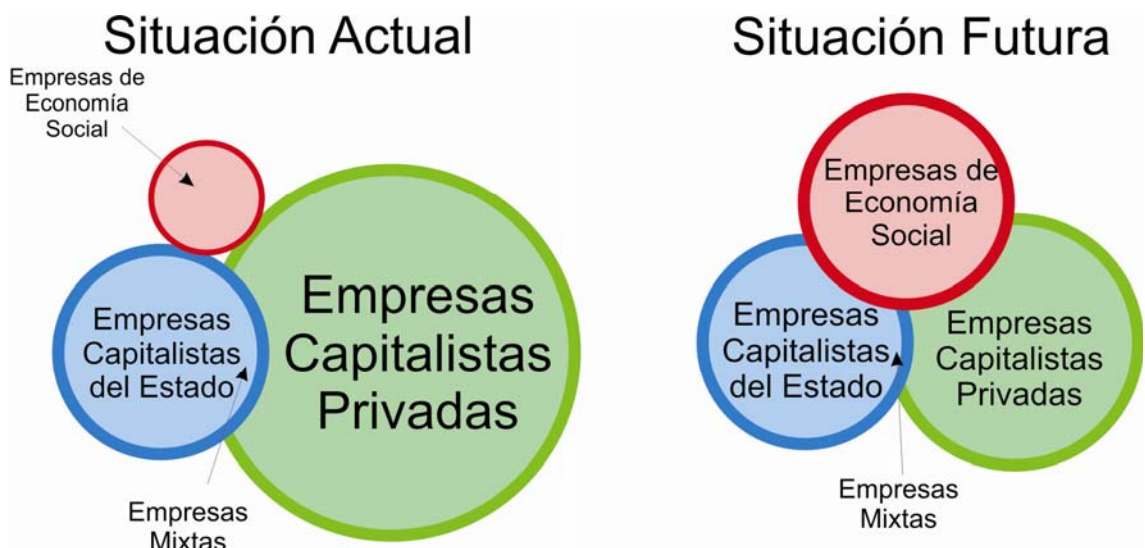 Situación Actual
Empresas de
Economía
Social
Empresas
Capitalistas
del Estado
Empresas
Capitalistas
Privadas
Empresas
Mixtas
Situación Futura
Empresas de
Economía
Social
Empresas
Capitalistas
del Estado
Empresas
Capitalistas
Privadas
Empresas
Mixtas